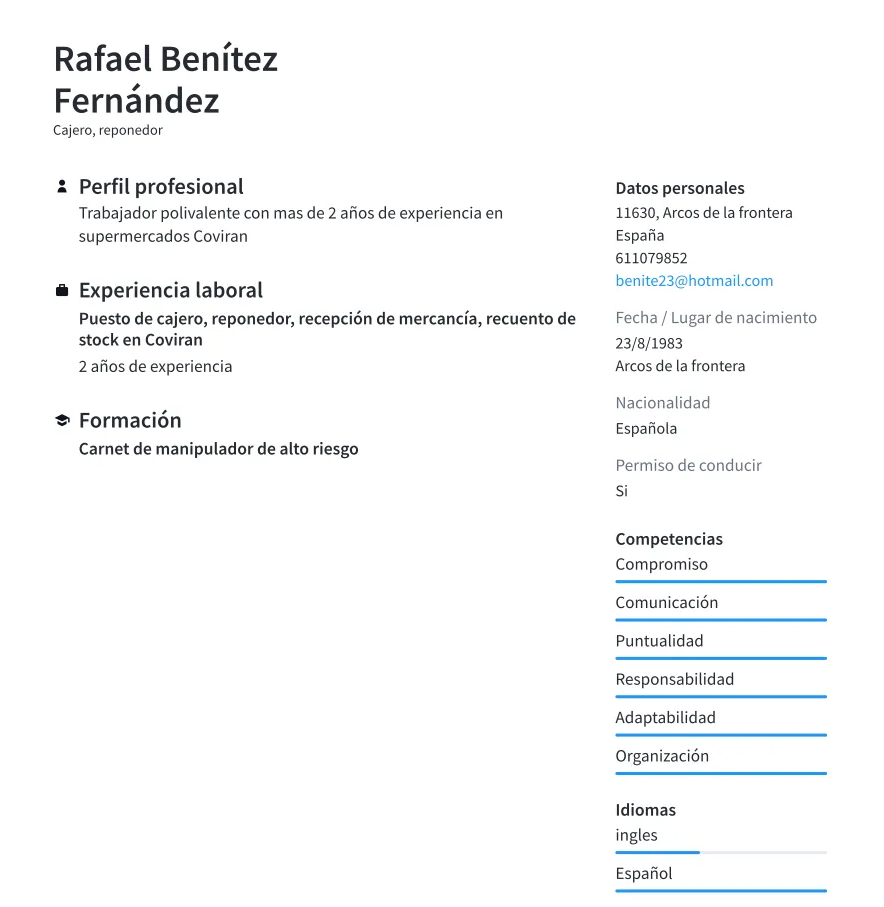 Rafael Benítez
Fernández
Cajero, reponedor
Perfil profesional
Trabajador polivalente con mas de 2 años de experiencia en
supermercados Coviran
Experiencia laboral
Puesto de cajero, reponedor, recepción de mercancía, recuento de
stock en Coviran
2 años de experiencia
Formación
Carnet de manipulador de alto riesgo
Datos personales
11630, Arcos de la frontera
España
611079852
benite23@hotmail.com
Fecha / Lugar de nacimiento
23/8/1983
Arcos de la frontera
Nacionalidad
Española
Permiso de conducir
Si
Competencias
Compromiso
Comunicación
Puntualidad
Responsabilidad
Adaptabilidad
Organización
Idiomas
ingles
Español